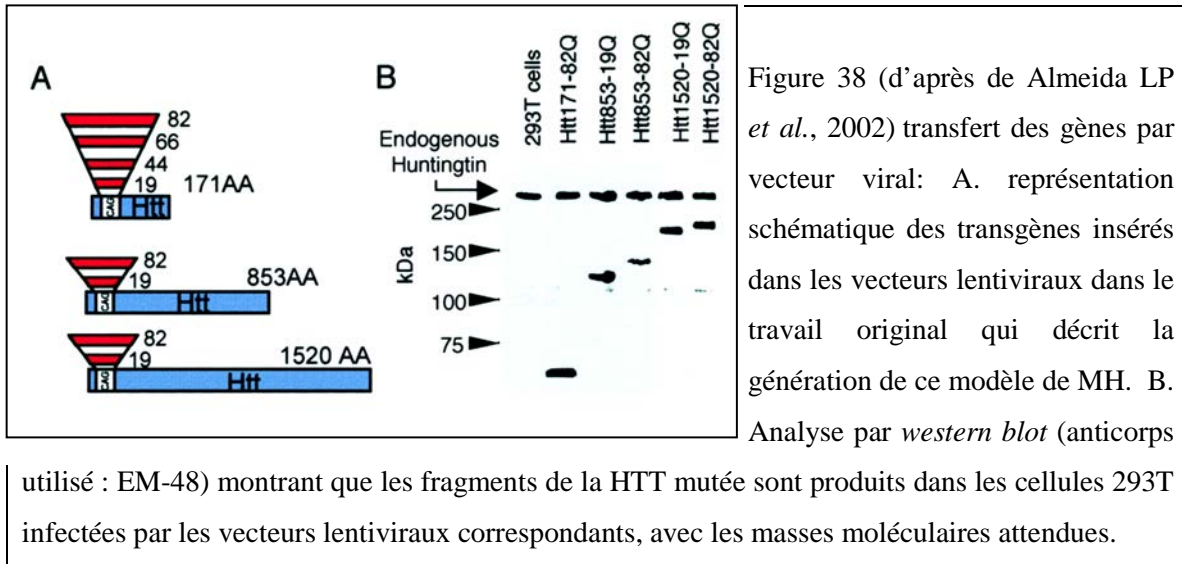 A
82
66
44
19
171AA
CAG
Htt
82
19
853AA
CAG
Htt
82
19
1520 AA
CAG
Htt
B
293T cells
Htt171-82Q
Htt853-19Q
Htt853-82Q
Htt1520-19Q
Htt1520-82Q
Endogenous
Huntingtin
250
150
100
75
kDa
Figure 38 (d’après de Almeida LP
et al., 2002) transfert des gènes par
vecteur viral: A. représentation
schématique des transgènes insérés
dans les vecteurs lentiviraux dans le
travail original qui décrit la
génération de ce modèle de MH. B.
Analyse par western blot (anticorps
utilisé : EM-48) montrant que les fragments de la HTT mutée sont produits dans les cellules 293T
infectées par les vecteurs lentiviraux correspondants, avec les masses moléculaires attendues.